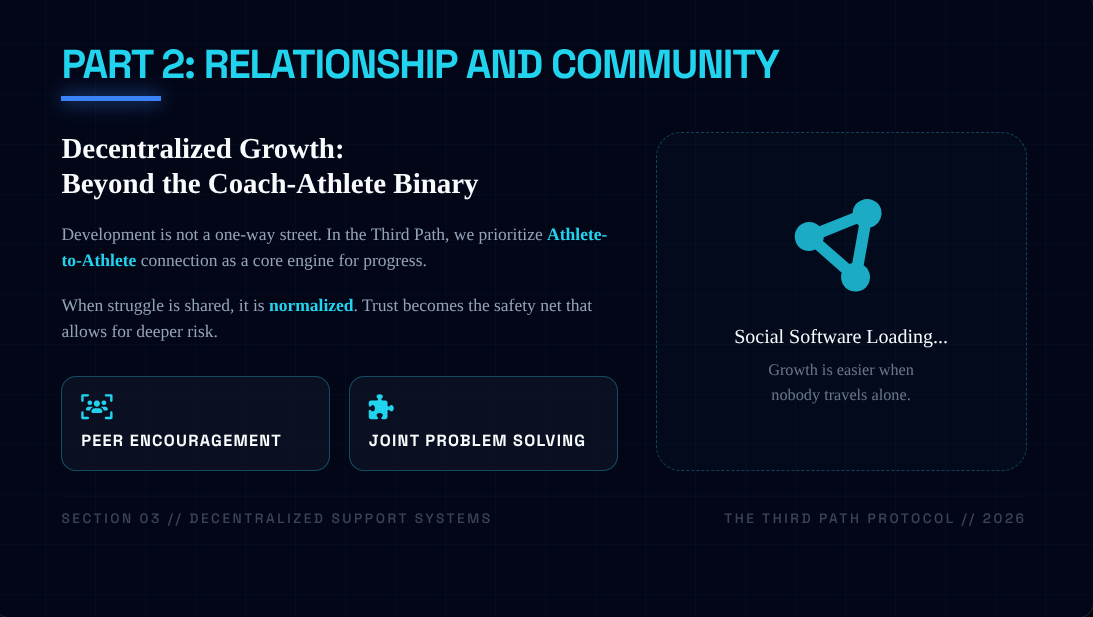 PART 2: RELATIONSHIP AND COMMUNITY
Decentralized Growth:
Beyond the Coach-Athlete Binary
Development is not a one-way street. In the Third Path, we prioritize Athlete-
to-Athlete connection as a core engine for progress.
When struggle is shared, it is normalized. Trust becomes the safety net that
allows for deeper risk.
PEER ENCOURAGEMENT
JOINT PROBLEM SOLVING
Social Software Loading...
Growth is easier when
nobody travels alone.
SECTION 03 // DECENTRALIZED SUPPORT SYSTEMS
THE THIRD PATH PROTOCOL // 2026